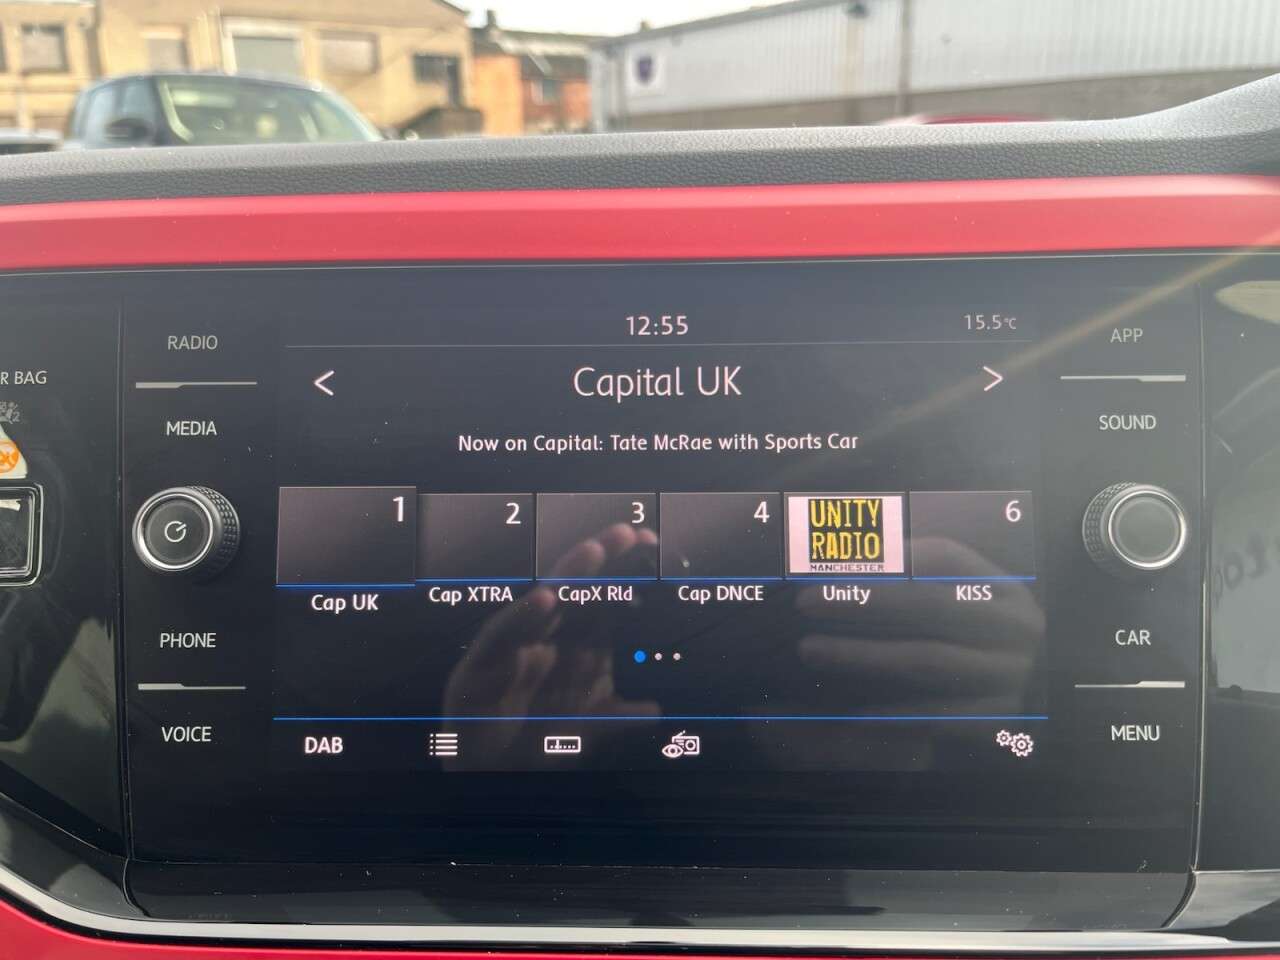 12:55
15.5°C
RADIO
APP
R BAG
<
Capital UK
>
MEDIA
SOUND
Now on Capital: Tate McRae with Sports Car
1
2
3
4
UNITY
RADIO
MANCHESTER
6
Cap UK
Cap XTRA
CapX Rld
Cap DNCE
Unity
KISS
PHONE
CAR
VOICE
MENU
DAB